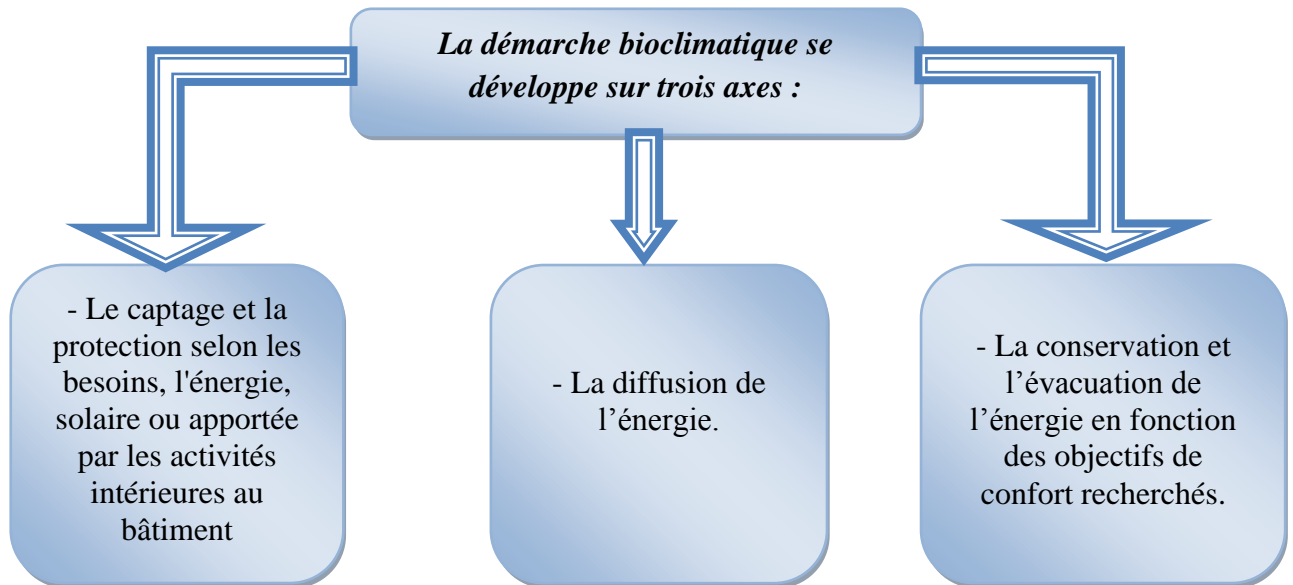 La démarche bioclimatique se
développe sur trois axes :
- Le captage et la
protection selon les
besoins, l'énergie,
solaire ou apportée
par les activités
intérieures au
bâtiment
- La diffusion de
l’énergie.
- La conservation et
l’évacuation de
l’énergie en fonction
des objectifs de
confort recherchés.